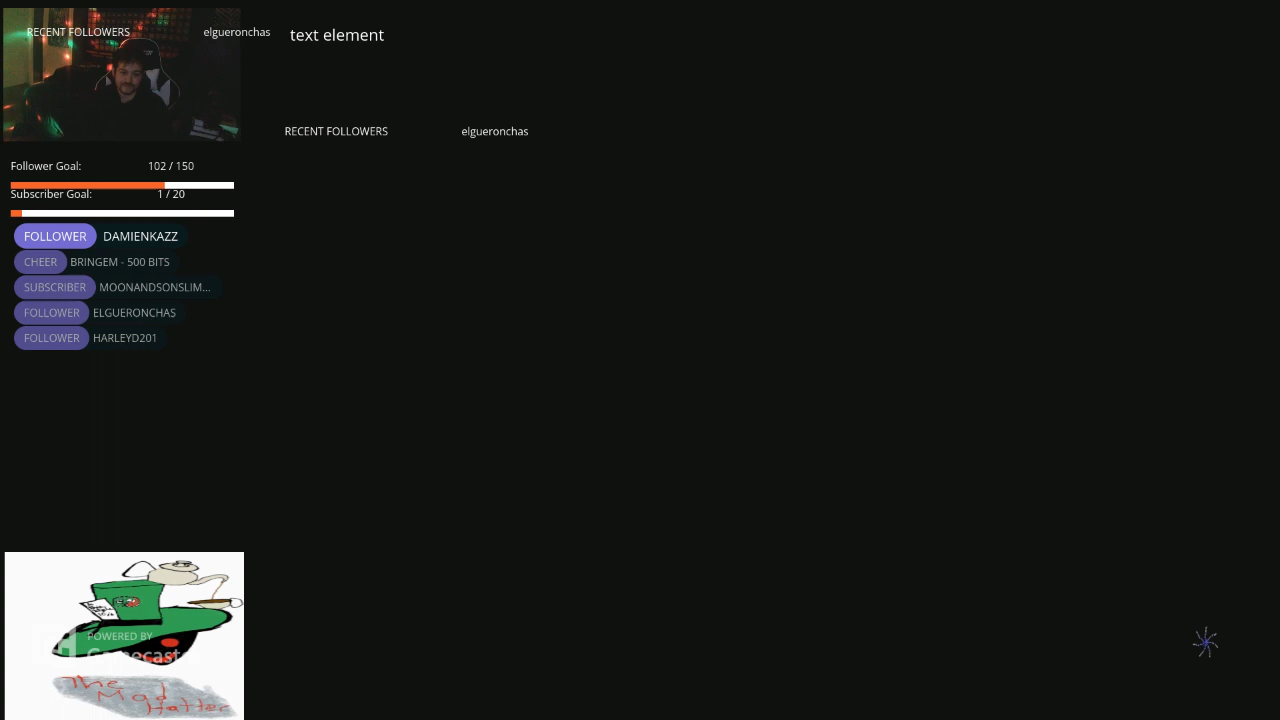 RECENT FOLLOWERS elgueronchas
text element
RECENT FOLLOWERS elgueronchas
Follower Goal: 102 / 150
Subscriber Goal: 1 / 20
FOLLOWER DAMIENKAZZ
CHEER BRINGEM - 500 BITS
SUBSCRIBER MOONANDSONSLIM...
FOLLOWER ELGUERONCHAS
FOLLOWER HARLEYD201
POWERED BY
Gamecaster
The
Mad
Hatter